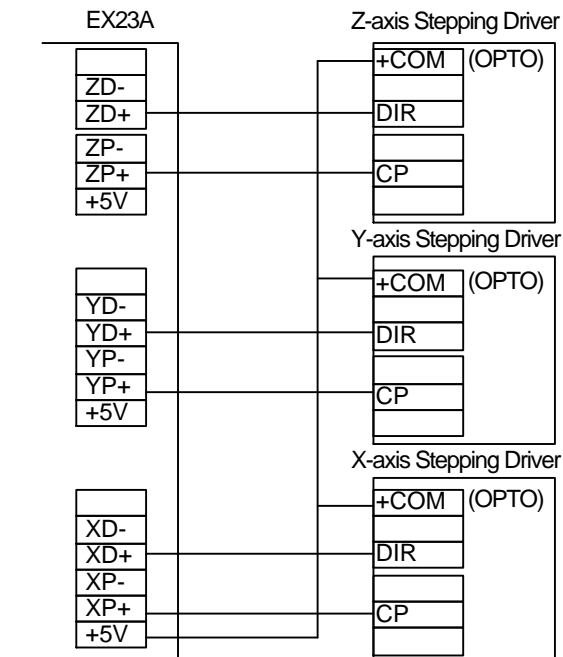 EX23A
Z-axis Stepping Driver
+COM (OPTO)
ZD-
ZD+
DIR
ZP-
ZP+
CP
+5V
Y-axis Stepping Driver
+COM (OPTO)
YD-
YD+
DIR
YP-
YP+
CP
+5V
X-axis Stepping Driver
+COM (OPTO)
XD-
XD+
DIR
XP-
XP+
CP
+5V